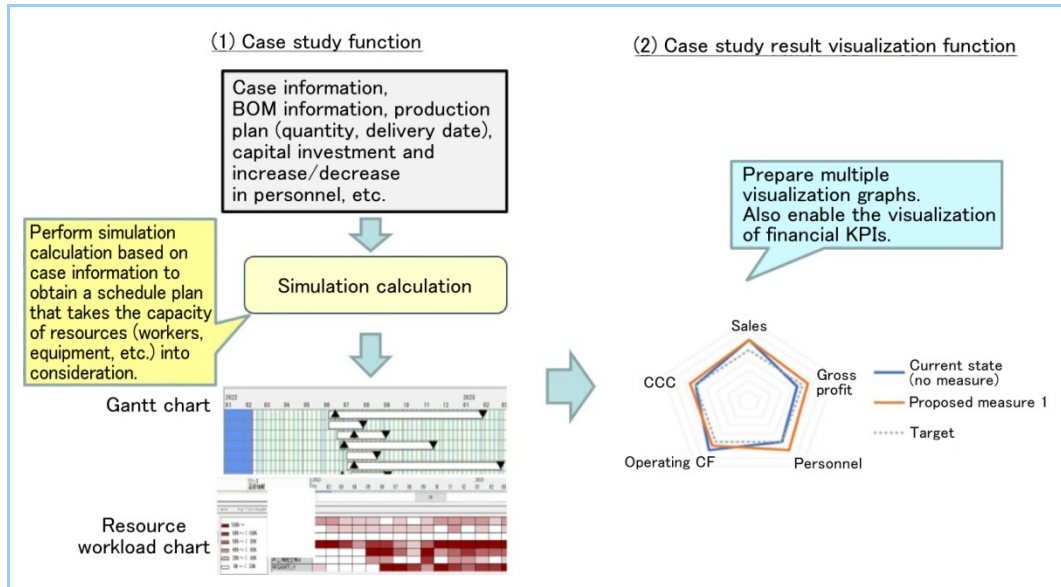 (1) Case study function
(2) Case study result visualization function
Case information,
BOM information, production
plan (quantity, delivery date),
capital investment and
increase/decrease
in personnel, etc.
Prepare multiple
visualization graphs.
Also enable the visualization
of financial KPIs.
Perform simulation
calculation based on
case information to
obtain a schedule plan
that takes the capacity
of resources (workers,
equipment, etc.) into
consideration.
Simulation calculation
Sales
CCC
Gross
profit
Operating CF
Personnel
Current state
(no measure)
Proposed measure 1
Target
Gantt chart
2022 2023
01 02 03 04 05 06 07 08 09 10 11 12 01 02
Resource
workload chart